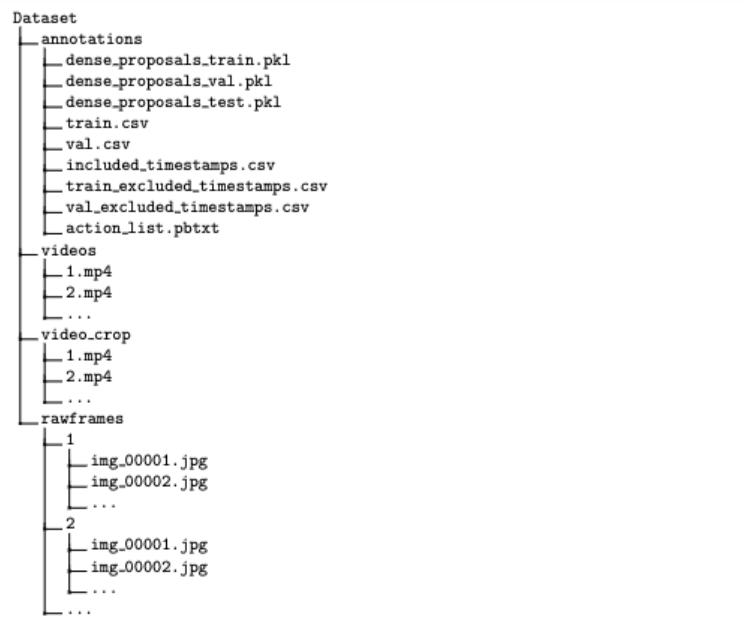 Dataset
annotations
dense_proposals_train.pkl
dense_proposals_val.pkl
dense_proposals_test.pkl
train.csv
val.csv
included_timestamps.csv
train_excluded_timestamps.csv
val_excluded_timestamps.csv
action_list.pbtxt
videos
1.mp4
2.mp4
...
video_crop
1.mp4
2.mp4
...
rawframes
1
img_00001.jpg
img_00002.jpg
...
2
img_00001.jpg
img_00002.jpg
...
...